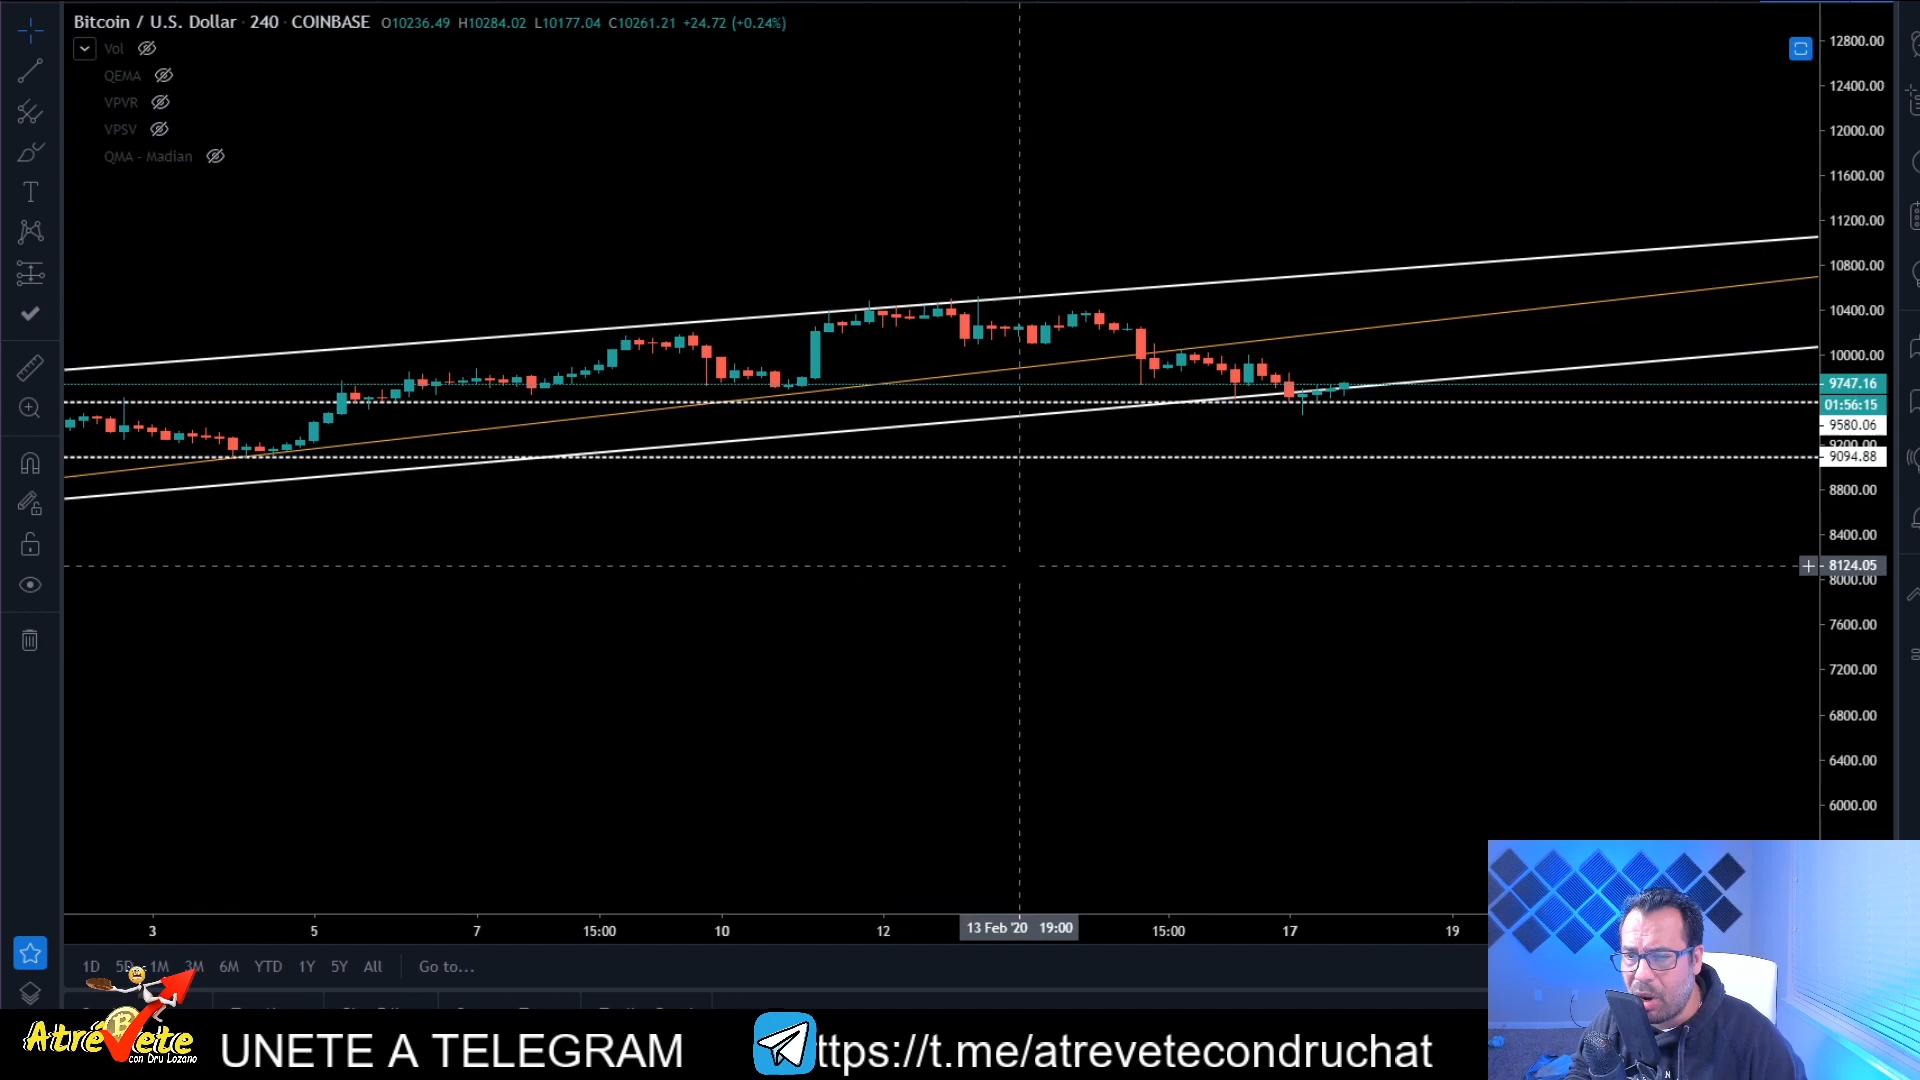 Bitcoin / U.S. Dollar · 240 · COINBASE O10236.49 H10284.02 L10177.04 C10261.21 +24.72 (+0.24%)
Vol
QEMA
VPVR
VPSV
QMA - Madian
12800.00
12400.00
12000.00
11600.00
11200.00
10800.00
10400.00
10000.00
9747.16
01:56:15
9580.06
9200.00
9094.88
8800.00
8400.00
8124.05
8000.00
7600.00
7200.00
6800.00
6400.00
6000.00
3 5 7 15:00 10 12 13 Feb '20 19:00 15:00 17 19
1D 5D 1M 3M 6M YTD 1Y 5Y All Go to...
Atrévete
con Dru Lozano
UNETE A TELEGRAM
ttps://t.me/atrevetecondruchat